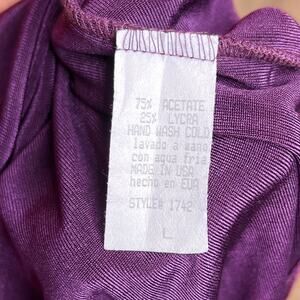 75% ACETATE
25% LYCRA
HAND WASH COLD
lavado a mano
con agua fria
MADE IN USA
hecho en EUA
STYLE# 1742
L